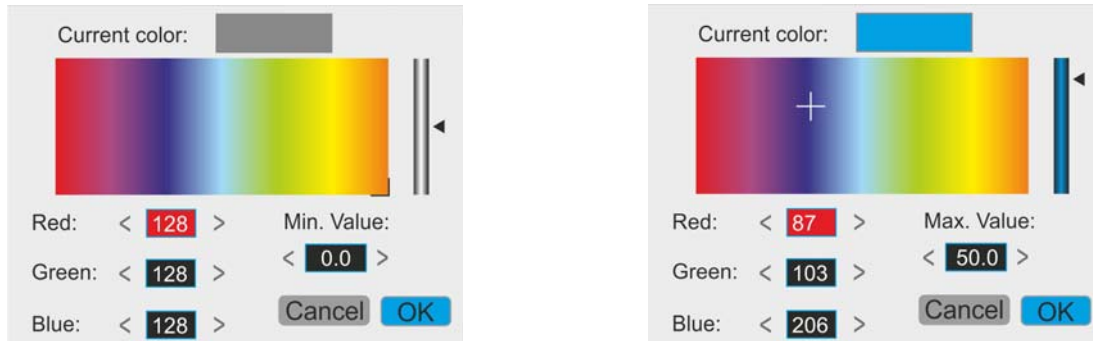 Current color:
Red: < 128 > Min. Value:
< 0.0 >
Green: < 128 >
Cancel OK
Blue: < 128 >
Current color:
Red: < 87 > Max. Value:
< 50.0 >
Green: < 103 >
Cancel OK
Blue: < 206 >